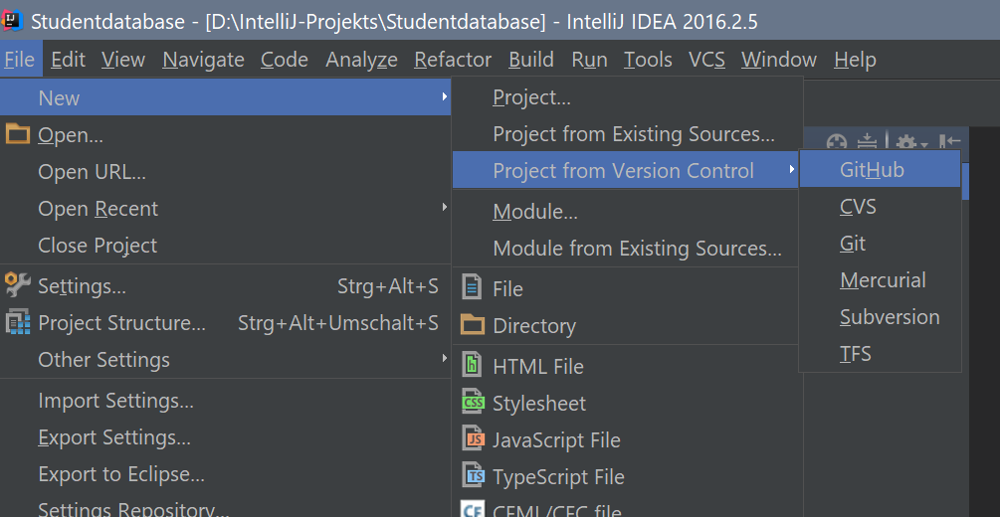 Studentdatabase - [D:\IntelliJ-Projekts\Studentdatabase] - IntelliJ IDEA 2016.2.5
File Edit View Navigate Code Analyze Refactor Build Run Tools VCS Window Help
New
Open...
Open URL...
Open Recent
Close Project
Settings... Strg+Alt+S
Project Structure... Strg+Alt+Umschalt+S
Other Settings
Import Settings...
Export Settings...
Export to Eclipse...
Settings Repository...
Project...
Project from Existing Sources...
Project from Version Control
Module...
Module from Existing Sources...
File
Directory
HTML File
Stylesheet
JavaScript File
TypeScript File
CFML/CFC file
GitHub
CVS
Git
Mercurial
Subversion
TFS